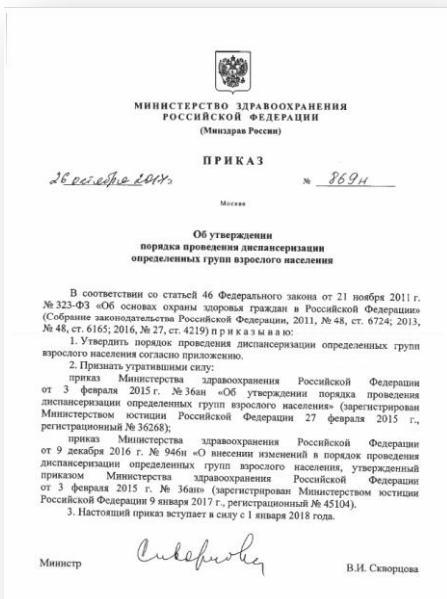 МИНИСТЕРСТВО ЗДРАВООХРАНЕНИЯ
РОССИЙСКОЙ ФЕДЕРАЦИИ
(Минздрав России)
ПРИКАЗ
26 октября 2017г. № 869н
Москва
Об утверждении
порядка проведения диспансеризации
определенных групп взрослого населения
В соответствии со статьей 46 Федерального закона от 21 ноября 2011 г.
№ 323-ФЗ «Об основах охраны здоровья граждан в Российской Федерации»
(Собрание законодательства Российской Федерации, 2011, № 48, ст. 6724; 2013,
№ 48, ст. 6165; 2016, № 27, ст. 4219) п р и к а з ы в а ю:
1. Утвердить порядок проведения диспансеризации определенных групп
взрослого населения согласно приложению.
2. Признать утратившими силу:
приказ Министерства здравоохранения Российской Федерации
от 3 февраля 2015 г. № 36ан «Об утверждении порядка проведения
диспансеризации определенных групп взрослого населения» (зарегистрирован
Министерством юстиции Российской Федерации 27 февраля 2015 г.,
регистрационный № 36268);
приказ Министерства здравоохранения Российской Федерации
от 9 декабря 2016 г. № 946н «О внесении изменений в порядок проведения
диспансеризации определенных групп взрослого населения, утвержденный
приказом Министерства здравоохранения Российской Федерации
от 3 февраля 2015 г. № 36ан» (зарегистрирован Министерством юстиции
Российской Федерации 9 января 2017 г., регистрационный № 45104).
3. Настоящий приказ вступает в силу с 1 января 2018 года.
Министр В.И. Скворцова